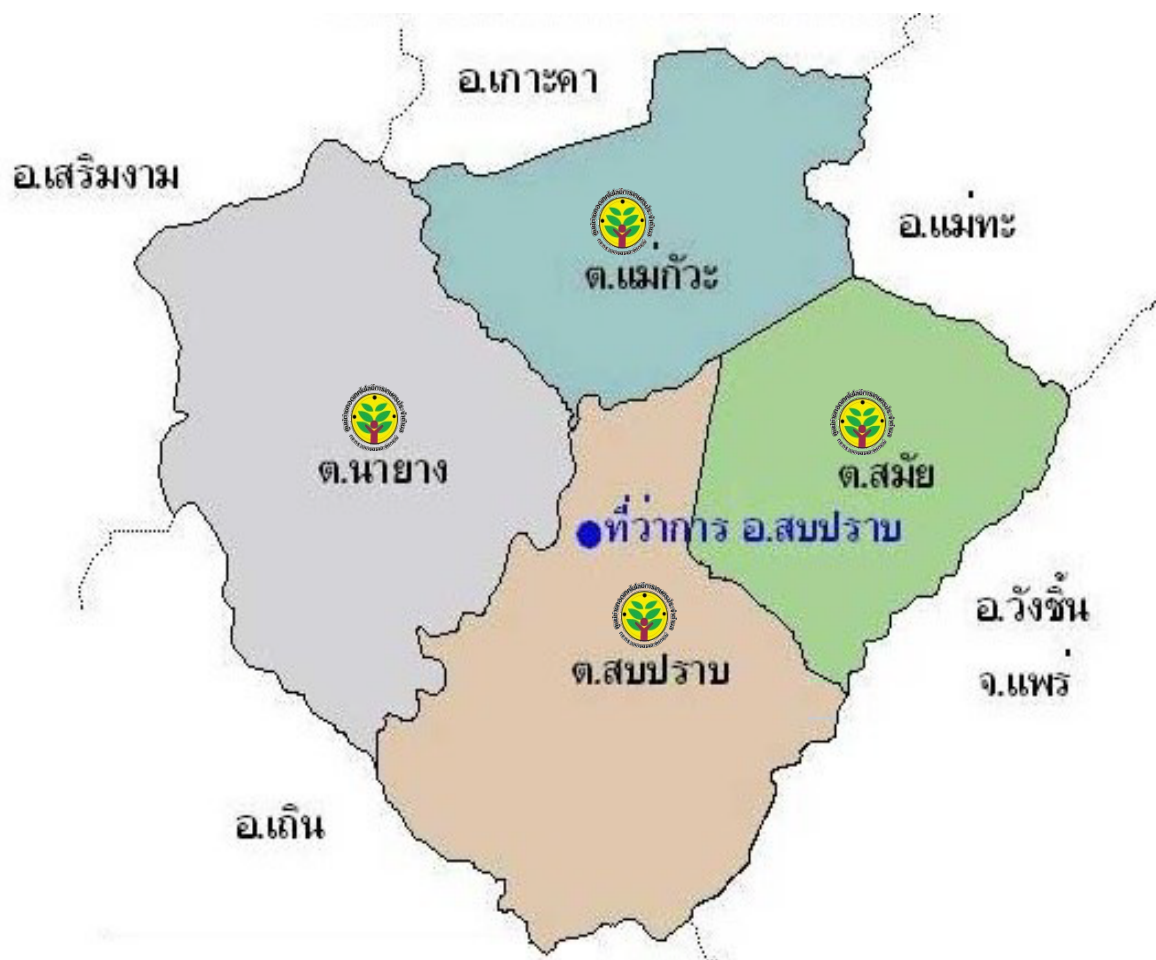 อ.เกาะคา
อ.เสริมงาม
อ.แม่ทะ
ต.แม่กัวะ
ต.นายาง
ต.สมัย
ที่ว่าการ อ.สบปราบ
อ.วังชิ้น
จ.แพร่
ต.สบปราบ
อ.เถิน